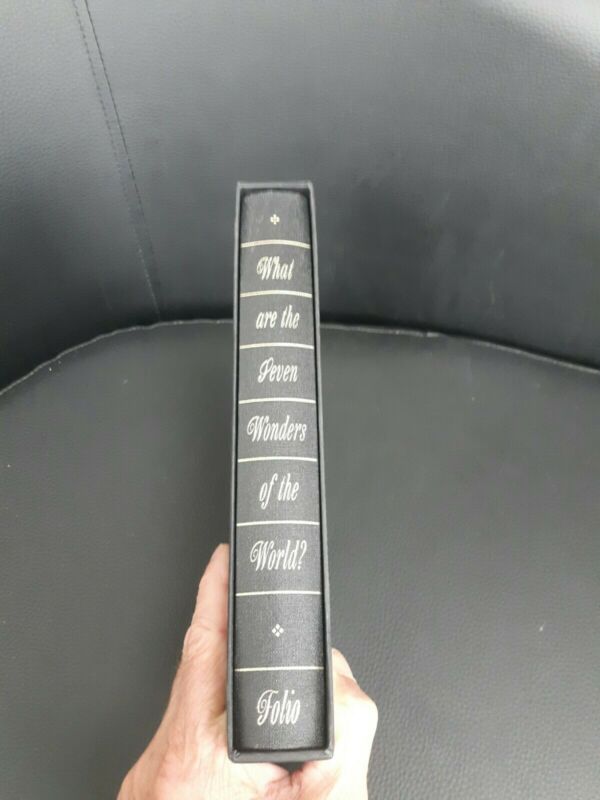 What
are the
Seven
Wonders
of the
World?
Folio